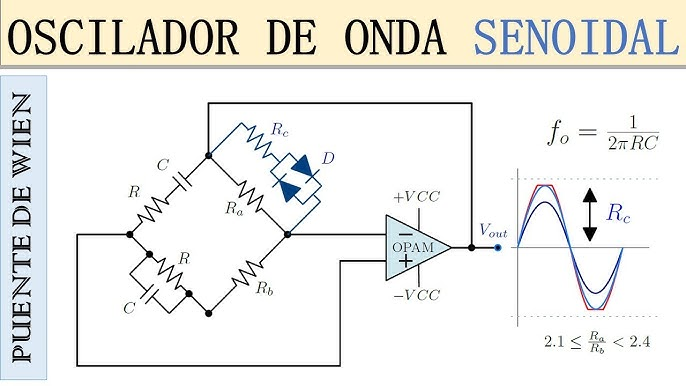 OSCILADOR DE ONDA SENOIDAL
PUENTE DE WIEN
C
R
R
C
R_a
R_b
R_c
D
+VCC
−
OPAM
+
−VCC
V_out
f_o = 1/2πRC
R_c
2.1 ≤ R_a/R_b < 2.4